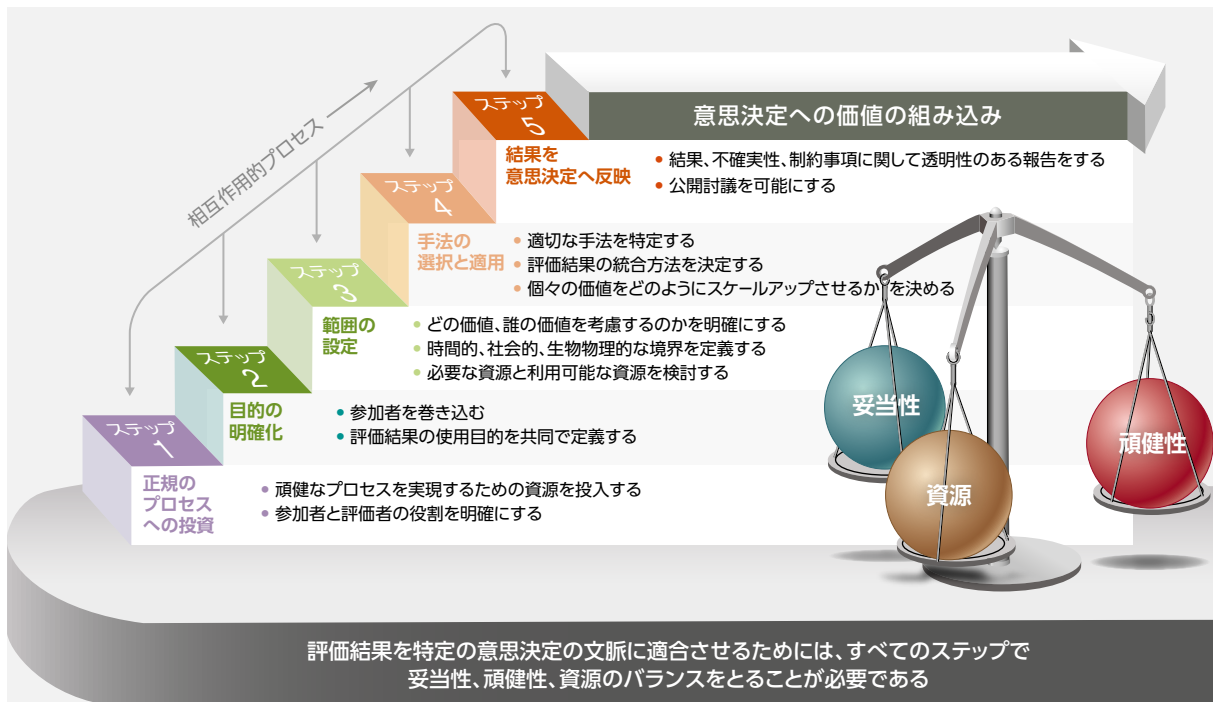 相互作用的プロセス
ステップ
5
意思決定への価値の組み込み
結果を
意思決定へ反映
• 結果、不確実性、制約事項に関して透明性のある報告をする
• 公開討議を可能にする
ステップ
4
手法の
選択と適用
• 適切な手法を特定する
• 評価結果の統合方法を決定する
• 個々の価値をどのようにスケールアップさせるか を決める
ステップ
3
範囲の
設定
• どの価値、誰の価値を考慮するのかを明確にする
• 時間的、社会的、生物物理的な境界を定義する
• 必要な資源と利用可能な資源を検討する
ステップ
2
目的の
明確化
• 参加者を巻き込む
• 評価結果の使用目的を共同で定義する
ステップ
1
正規の
プロセス
への投資
• 頑健なプロセスを実現するための資源を投入する
• 参加者と評価者の役割を明確にする
妥当性
資源
頑健性
評価結果を特定の意思決定の文脈に適合させるためには、すべてのステップで
妥当性、頑健性、資源のバランスをとることが必要である